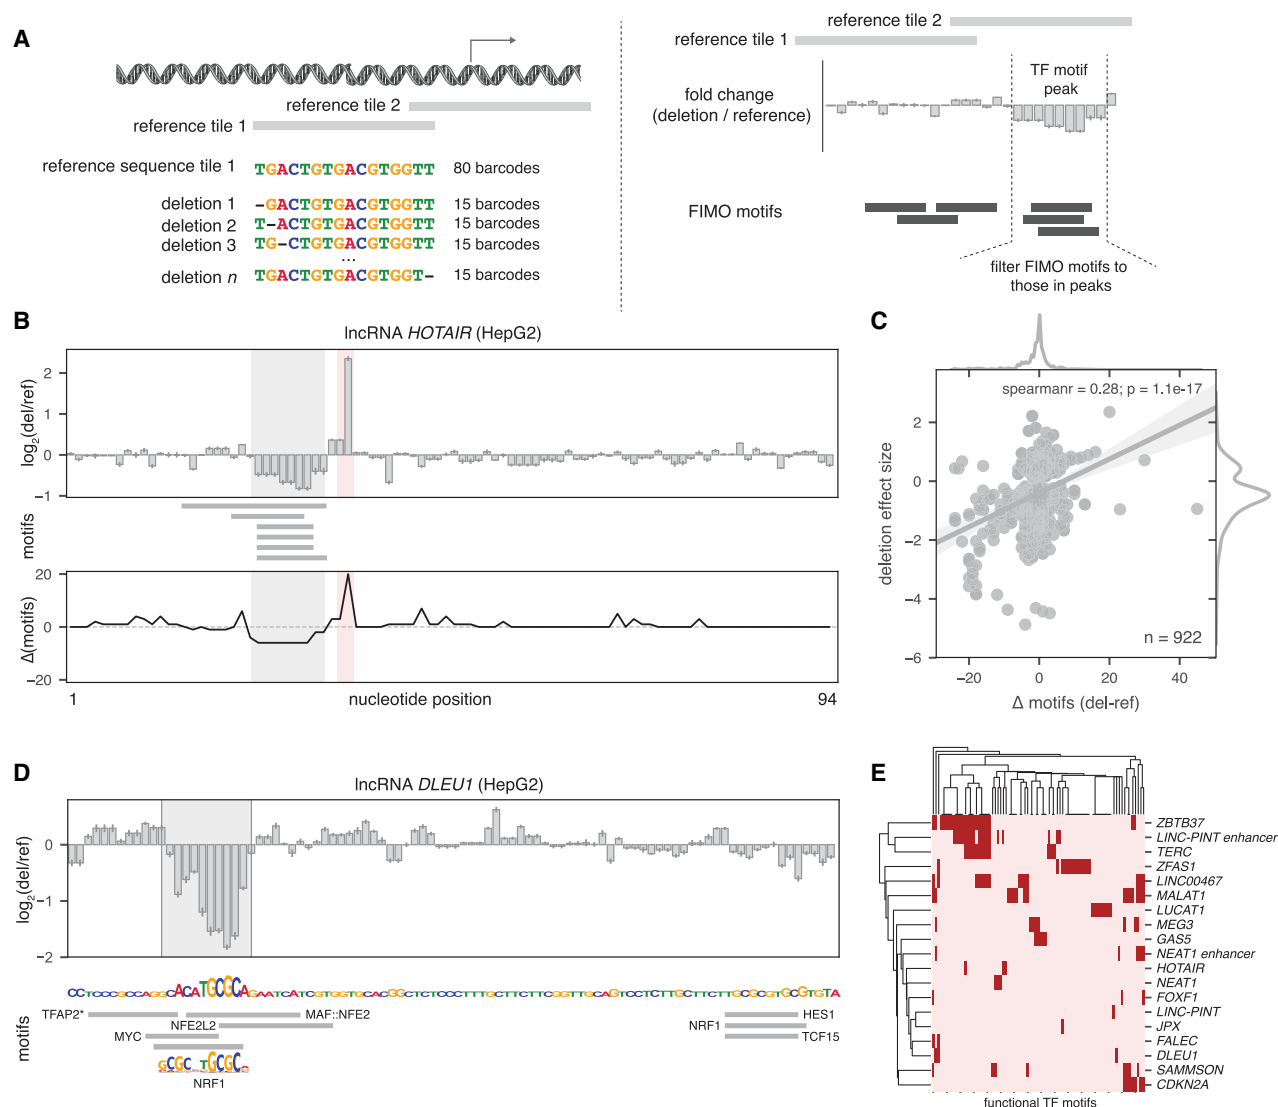 A
reference tile 2
reference tile 1
reference sequence tile 1 TGACTGTGACGTGGTT 80 barcodes
deletion 1 –GACTGTGACGTGGTT 15 barcodes
deletion 2 T–ACTGTGACGTGGTT 15 barcodes
deletion 3 TG–CTGTGACGTGGTT 15 barcodes
...
deletion n TGACTGTGACGTGGT– 15 barcodes
reference tile 2
reference tile 1
TF motif
peak
fold change
(deletion / reference)
FIMO motifs
filter FIMO motifs to
those in peaks
B
lncRNA HOTAIR (HepG2)
log2(del/ref)
2
1
0
−1
motifs
Δ(motifs)
20
0
−20
1 nucleotide position 94
C
spearmanr = 0.28; p = 1.1e-17
deletion effect size
2
0
−2
−4
−6
n = 922
−20 0 20 40
Δ motifs (del-ref)
D
lncRNA DLEU1 (HepG2)
log2(del/ref)
0
−1
−2
CCTCCCGCCAGGCACATGCGCAGAATCATCGTGGTGCACGGCTCTCCCTTTGCTTCTTCGGTTGCAGTCCTCTTGCTTCTTGCGCGTGCGTGTA
motifs
TFAP2* MAF::NFE2 HES1
NFE2L2 NRF1
MYC TCF15
GCGC TGCGC
NRF1
E
ZBTB37
LINC-PINT enhancer
TERC
ZFAS1
LINC00467
MALAT1
LUCAT1
MEG3
GAS5
NEAT1 enhancer
HOTAIR
NEAT1
FOXF1
LINC-PINT
JPX
FALEC
DLEU1
SAMMSON
CDKN2A
functional TF motifs